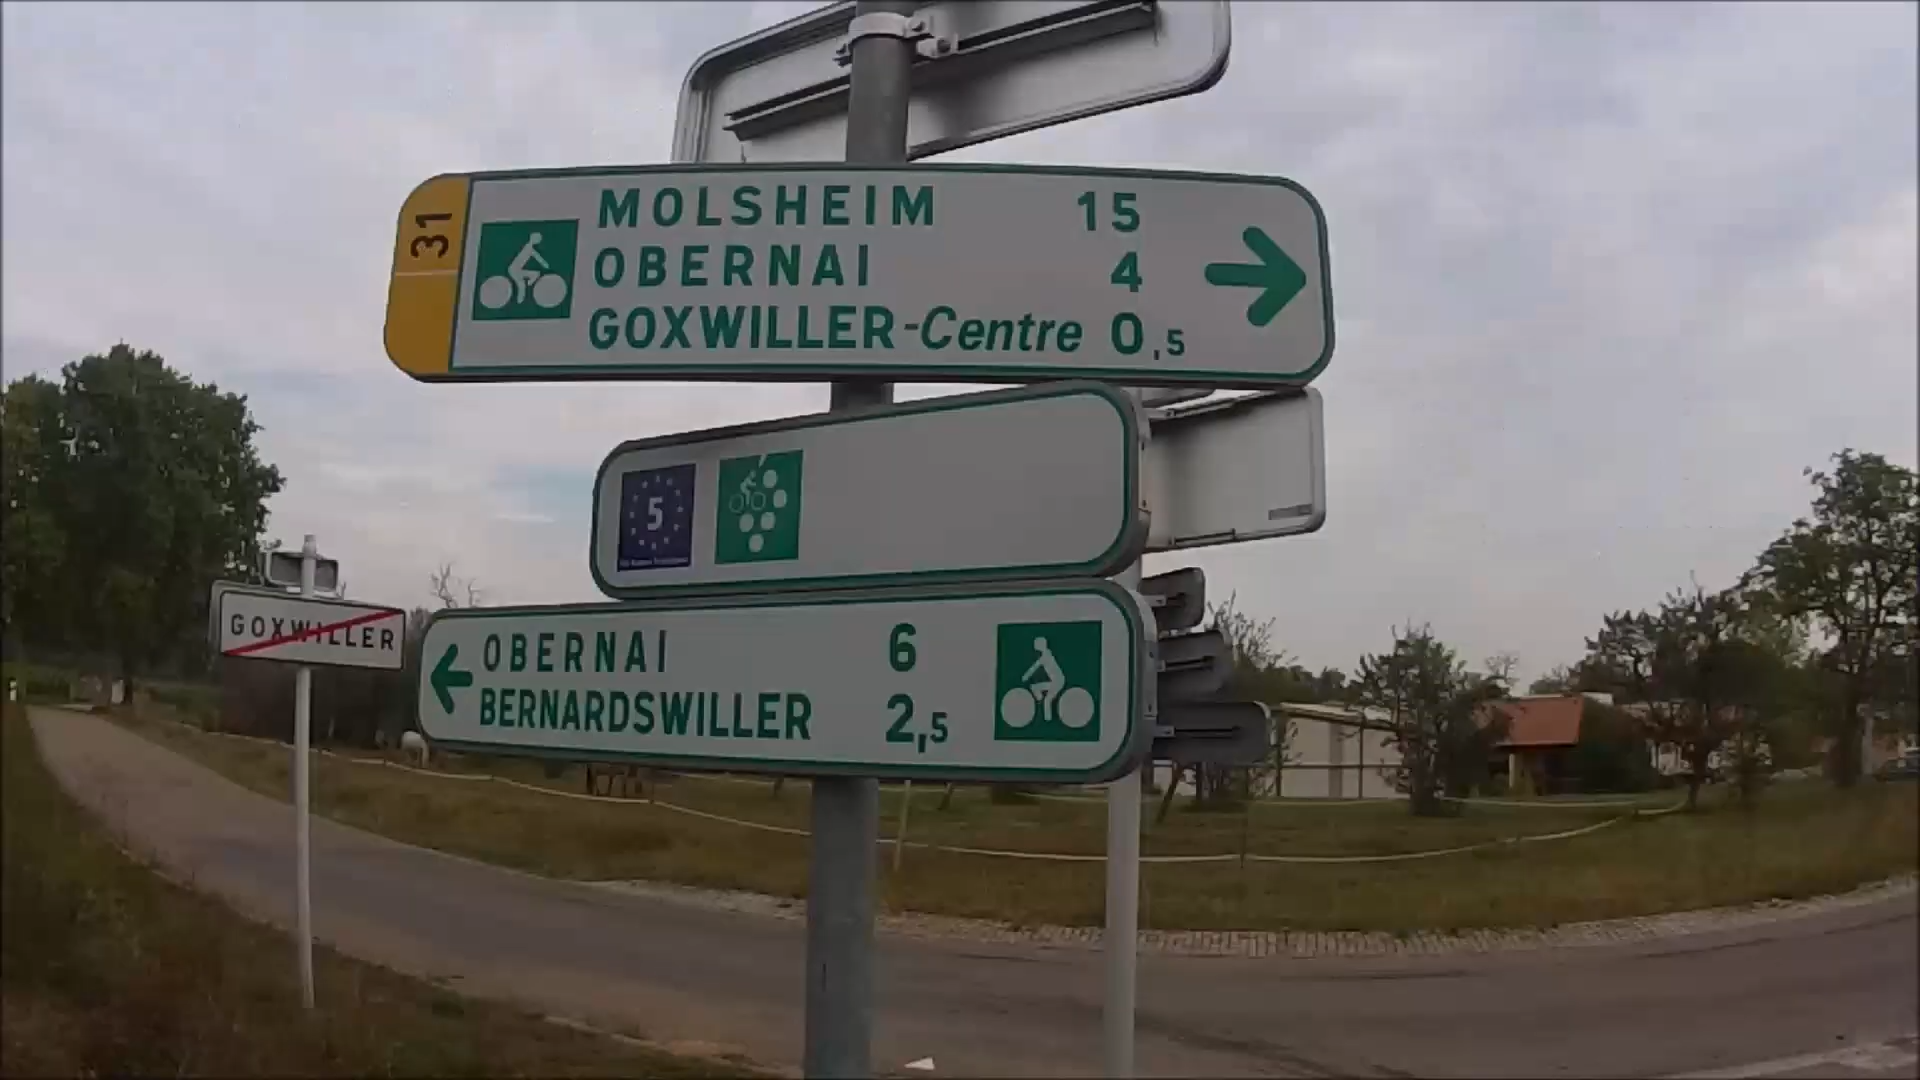 31
MOLSHEIM 15
OBERNAI 4
GOXWILLER-Centre 0,5
5
GOXWILLER
OBERNAI 6
BERNARDSWILLER 2,5